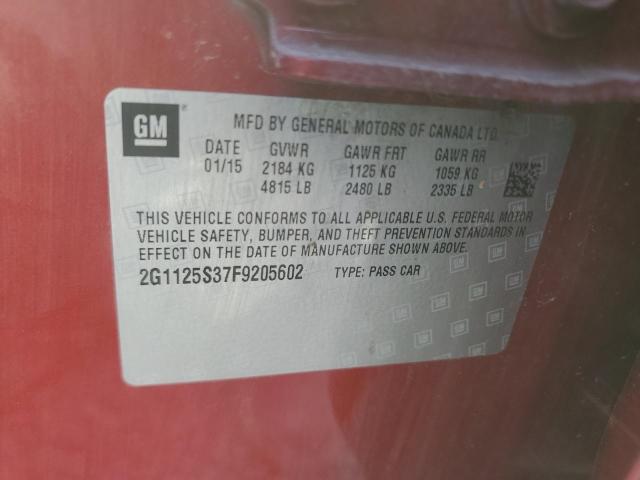 GM
MFD BY GENERAL MOTORS OF CANADA LTD.
DATE GVWR GAWR FRT GAWR RR
01/15 2184 KG 1125 KG 1059 KG
4815 LB 2480 LB 2335 LB
THIS VEHICLE CONFORMS TO ALL APPLICABLE U.S. FEDERAL MOTOR
VEHICLE SAFETY, BUMPER, AND THEFT PREVENTION STANDARDS IN
EFFECT ON THE DATE OF MANUFACTURE SHOWN ABOVE.
2G1125S37F9205602 TYPE: PASS CAR